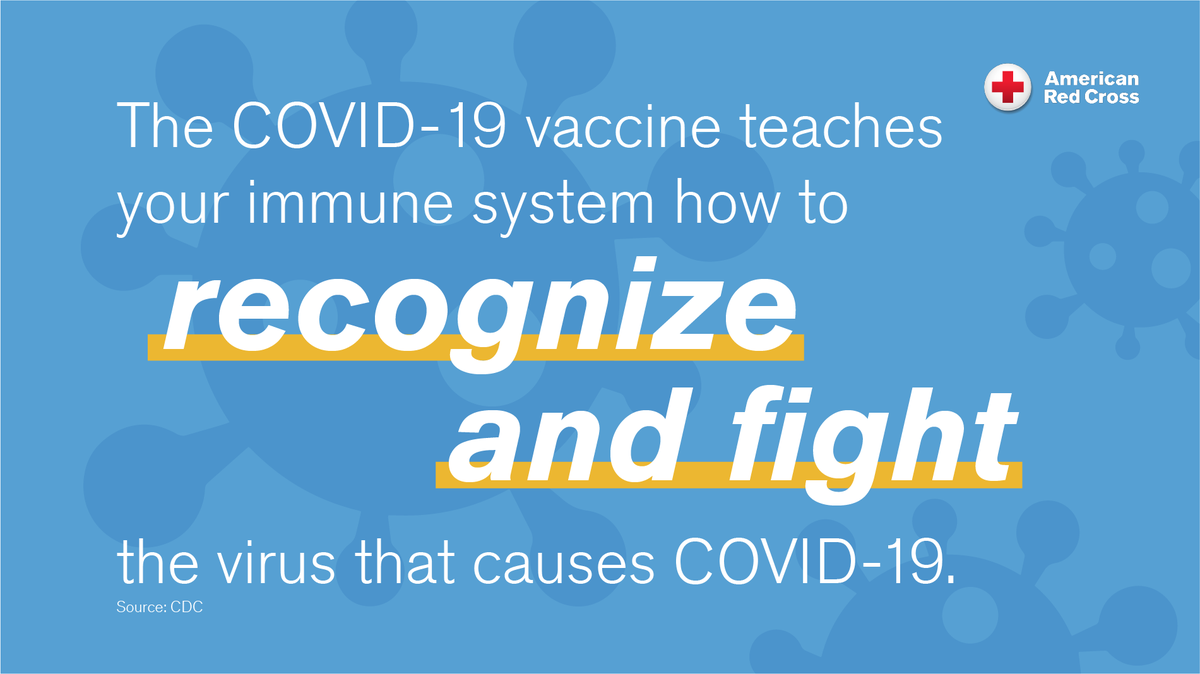 American
Red Cross
The COVID-19 vaccine teaches
your immune system how to
recognize
and fight
the virus that causes COVID-19.
Source: CDC